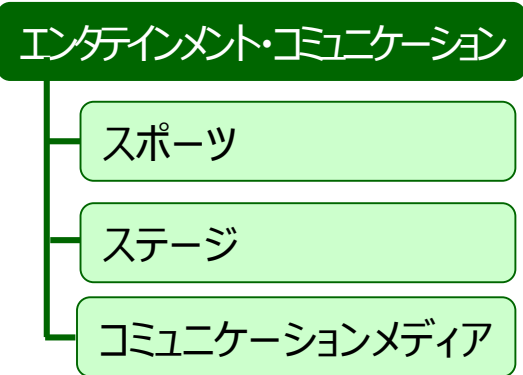 エンタテインメント・コミュニケーション
スポーツ
ステージ
コミュニケーションメディア